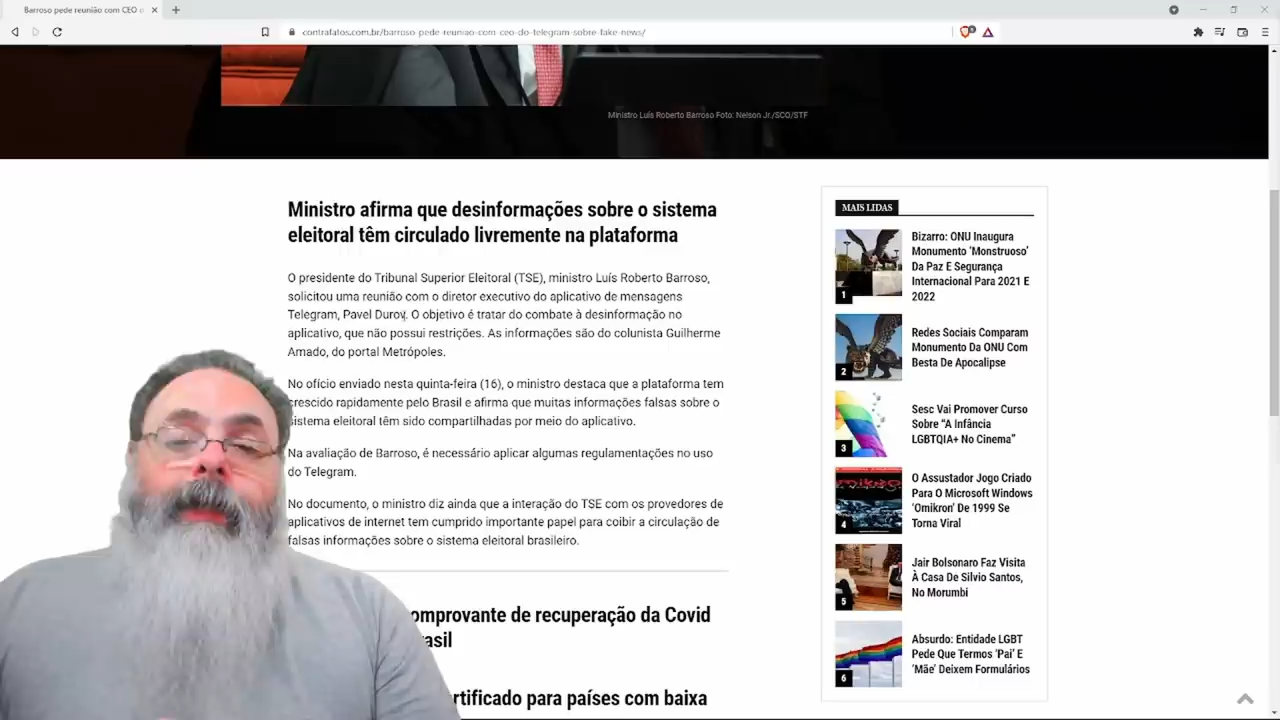 Barroso pede reunião com CEO d
contrafatos.com.br/barroso-pede-reuniao-com-ceo-do-telegram-sobre-fake-news/
Ministro Luís Roberto Barroso Foto: Nelson Jr./SCO/STF
Ministro afirma que desinformações sobre o sistema
eleitoral têm circulado livremente na plataforma
O presidente do Tribunal Superior Eleitoral (TSE), ministro Luís Roberto Barroso,
solicitou uma reunião com o diretor executivo do aplicativo de mensagens
Telegram, Pavel Durov. O objetivo é tratar do combate à desinformação no
aplicativo, que não possui restrições. As informações são do colunista Guilherme
Amado, do portal Metrópoles.
No ofício enviado nesta quinta-feira (16), o ministro destaca que a plataforma tem
crescido rapidamente pelo Brasil e afirma que muitas informações falsas sobre o
sistema eleitoral têm sido compartilhadas por meio do aplicativo.
Na avaliação de Barroso, é necessário aplicar algumas regulamentações no uso
do Telegram.
No documento, o ministro diz ainda que a interação do TSE com os provedores de
aplicativos de internet tem cumprido importante papel para coibir a circulação de
falsas informações sobre o sistema eleitoral brasileiro.
omprovante de recuperação da Covid
asil
rtificado para países com baixa
MAIS LIDAS
Bizarro: ONU Inaugura
Monumento 'Monstruoso'
Da Paz E Segurança
Internacional Para 2021 E
2022
1
Redes Sociais Comparam
Monumento Da ONU Com
Besta De Apocalipse
2
Sesc Vai Promover Curso
Sobre "A Infância
LGBTQIA+ No Cinema"
3
O Assustador Jogo Criado
Para O Microsoft Windows
'Omikron' De 1999 Se
Torna Viral
4
Jair Bolsonaro Faz Visita
À Casa De Silvio Santos,
No Morumbi
5
Absurdo: Entidade LGBT
Pede Que Termos 'Pai' E
'Mãe' Deixem Formulários
6